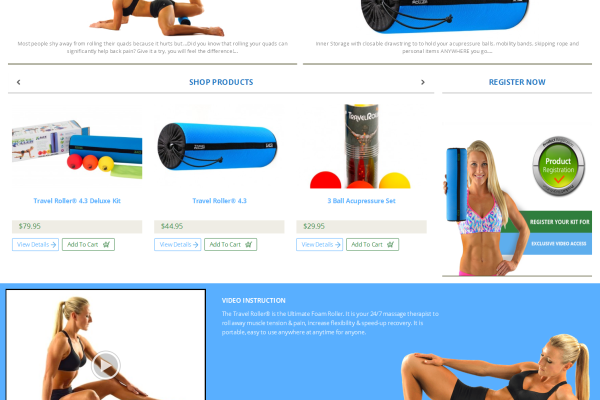 Most people shy away from rolling their quads because it hurts but...Did you know that rolling your quads can
significantly help back pain? Give it a try, you will feel the difference!...
Inner Storage with closable drawstring to to hold your acupressure balls, mobility bands, skipping rope and
personal items ANYWHERE you go...
SHOP PRODUCTS
REGISTER NOW
TRAVELROLLER
Product
Registration
Travel Roller® 4.3 Deluxe Kit
Travel Roller® 4.3
3 Ball Acupressure Set
$79.95
$44.95
$29.95
REGISTER YOUR KIT FOR
View Details
Add To Cart
View Details
Add To Cart
View Details
Add To Cart
EXCLUSIVE VIDEO ACCESS
VIDEO INSTRUCTION
The Travel Roller® is the Ultimate Foam Roller. It is your 24/7 massage therapist to
roll away muscle tendon & pain, increase flexibility & speed-up recovery. It is
portable, easy to use anywhere at anytime for anyone.